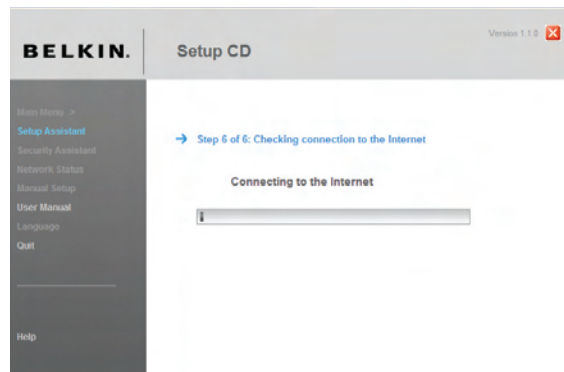 BELKIN.
Setup CD
Version 1.1.0
Main Menu >
Setup Assistant
Security Assistant
Network Status
Manual Setup
User Manual
Language
Quit
Help
Step 6 of 6: Checking connection to the Internet
Connecting to the Internet